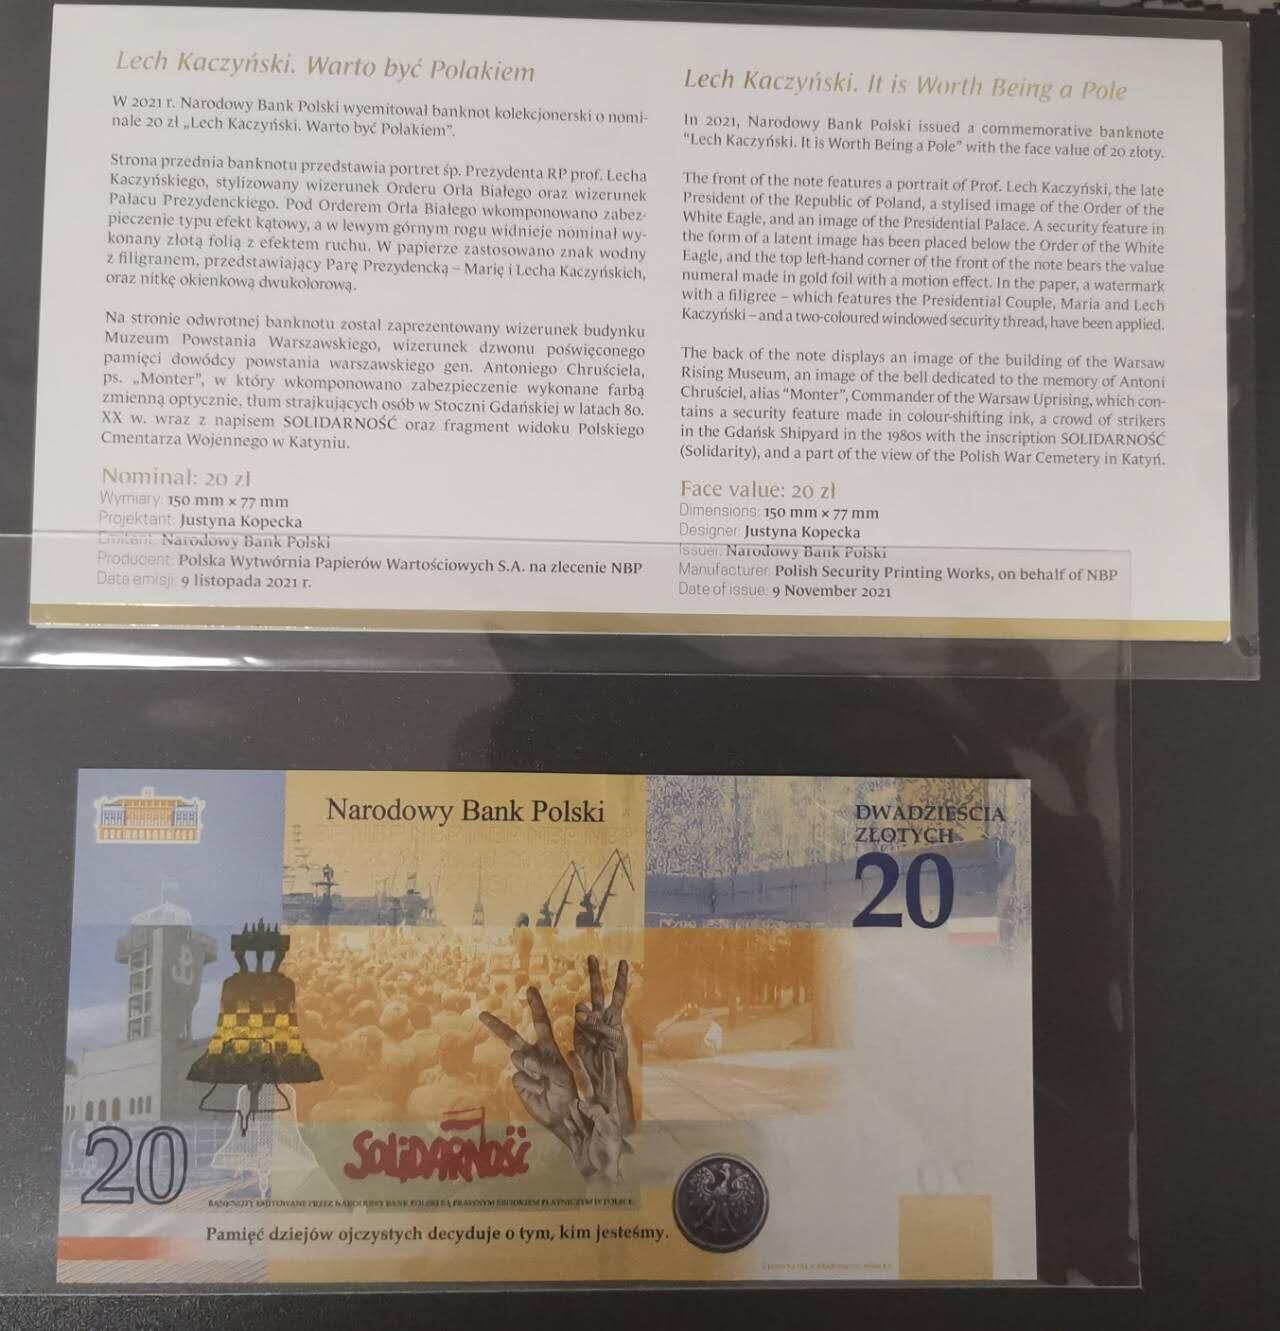 Lech Kaczyński. Warto być Polakiem
W 2021 r. Narodowy Bank Polski wyemitował banknot kolekcjonerski o nomi-
nale 20 zł „Lech Kaczyński. Warto być Polakiem”.
Strona przednia banknotu przedstawia portret śp. Prezydenta RP prof. Lecha
Kaczyńskiego, stylizowany wizerunek Orderu Orła Białego oraz wizerunek
Pałacu Prezydenckiego. Pod Orderem Orła Białego wkomponowano zabez-
pieczenie typu efekt kątowy, a w lewym górnym rogu widnieje nominał wy-
konany złotą folią z efektem ruchu. W papierze zastosowano znak wodny
z filigranem, przedstawiający Parę Prezydencką – Marię i Lecha Kaczyńskich,
oraz nitkę okienkową dwukolorową.
Na stronie odwrotnej banknotu został zaprezentowany wizerunek budynku
Muzeum Powstania Warszawskiego, wizerunek dzwonu poświęconego
pamięci dowódcy powstania warszawskiego gen. Antoniego Chruściela,
ps. „Monter”, w który wkomponowano zabezpieczenie wykonane farbą
zmienną optycznie, tłum strajkujących osób w Stoczni Gdańskiej w latach 80.
XX w. wraz z napisem SOLIDARNOŚĆ oraz fragment widoku Polskiego
Cmentarza Wojennego w Katyniu.
Nominał: 20 zł
Wymiary: 150 mm × 77 mm
Projektant: Justyna Kopecka
Emitent: Narodowy Bank Polski
Producent: Polska Wytwórnia Papierów Wartościowych S.A. na zlecenie NBP
Data emisji: 9 listopada 2021 r.
Lech Kaczyński. It is Worth Being a Pole
In 2021, Narodowy Bank Polski issued a commemorative banknote
“Lech Kaczyński. It is Worth Being a Pole” with the face value of 20 złoty.
The front of the note features a portrait of Prof. Lech Kaczyński, the late
President of the Republic of Poland, a stylised image of the Order of the
White Eagle, and an image of the Presidential Palace. A security feature in
the form of a latent image has been placed below the Order of the White
Eagle, and the top left-hand corner of the front of the note bears the value
numeral made in gold foil with a motion effect. In the paper, a watermark
with a filigree – which features the Presidential Couple, Maria and Lech
Kaczyński – and a two-coloured windowed security thread, have been applied.
The back of the note displays an image of the building of the Warsaw
Rising Museum, an image of the bell dedicated to the memory of Antoni
Chruściel, alias “Monter”, Commander of the Warsaw Uprising, which con-
tains a security feature made in colour-shifting ink, a crowd of strikers
in the Gdańsk Shipyard in the 1980s with the inscription SOLIDARNOŚĆ
(Solidarity), and a part of the view of the Polish War Cemetery in Katyń.
Face value: 20 zł
Dimensions: 150 mm × 77 mm
Designer: Justyna Kopecka
Issuer: Narodowy Bank Polski
Manufacturer: Polish Security Printing Works, on behalf of NBP
Date of issue: 9 November 2021
Narodowy Bank Polski
DWADZIEŚCIA
ZŁOTYCH
20
SOLIDARNOŚĆ
20
BANKNOTY EMITOWANE PRZEZ NARODOWY BANK POLSKI SĄ PRAWNYM ŚRODKIEM PŁATNICZYM W POLSCE.
Pamięć dziejów ojczystych decyduje o tym, kim jesteśmy.